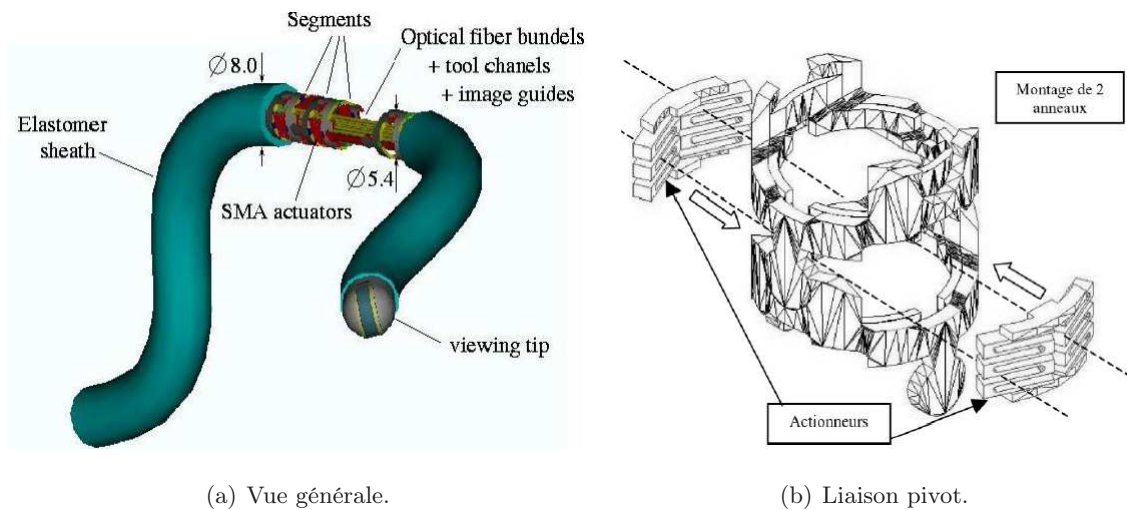 Segments
Optical fiber bundels
+ tool chanels
+ image guides
∅8.0
Elastomer
sheath
∅5.4
SMA actuators
viewing tip
Montage de 2
anneaux
Actionneurs
(a) Vue générale.
(b) Liaison pivot.